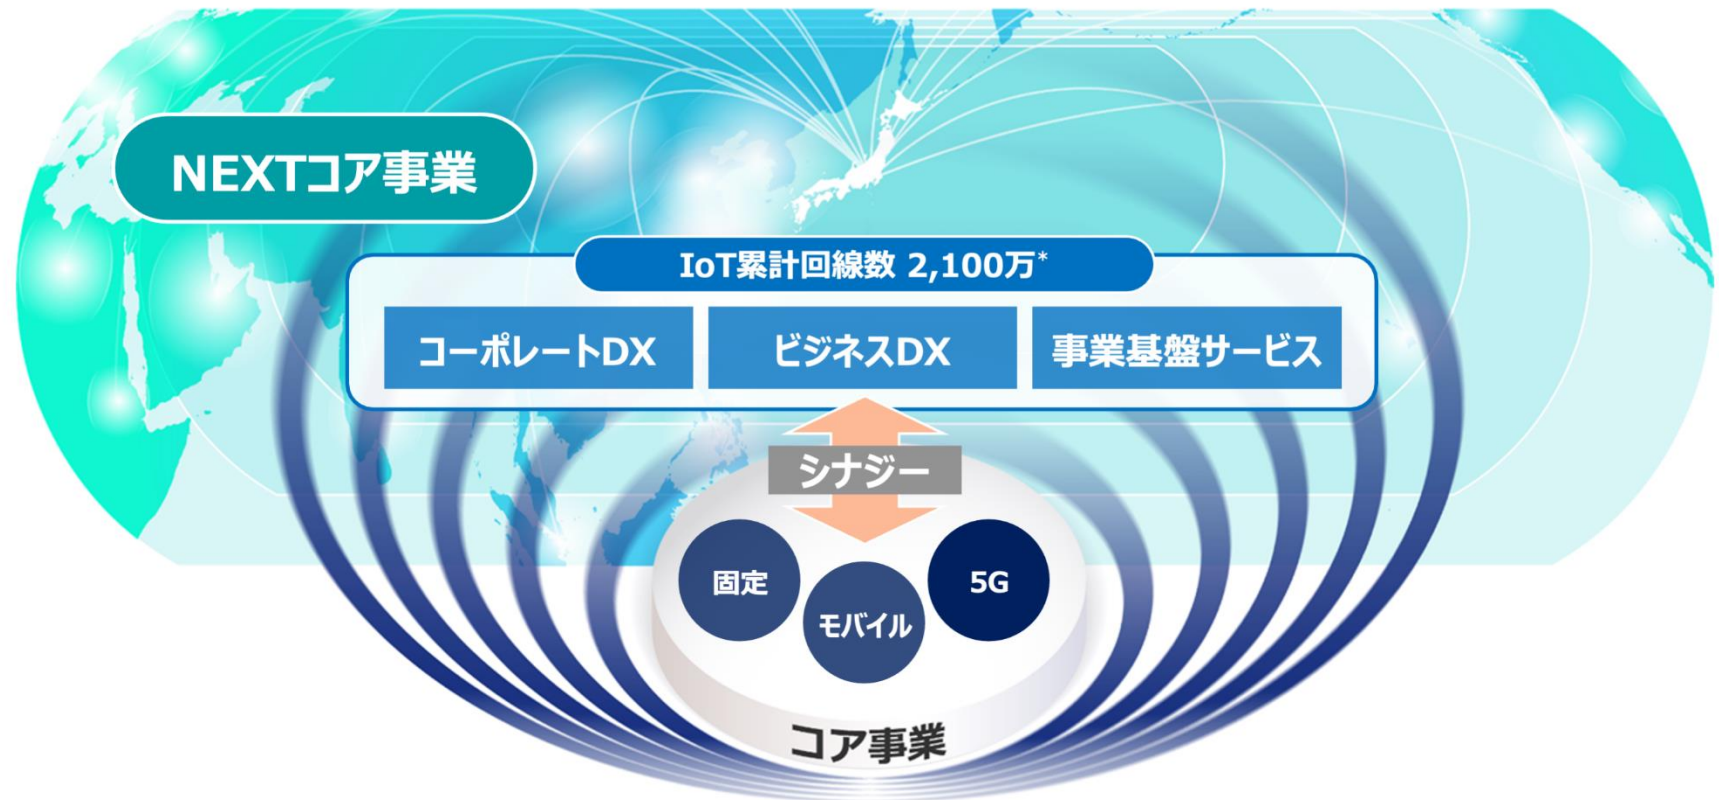 NEXTコア事業
IoT累計回線数 2,100万*
コーポレートDX
ビジネスDX
事業基盤サービス
シナジー
固定
モバイル
5G
コア事業